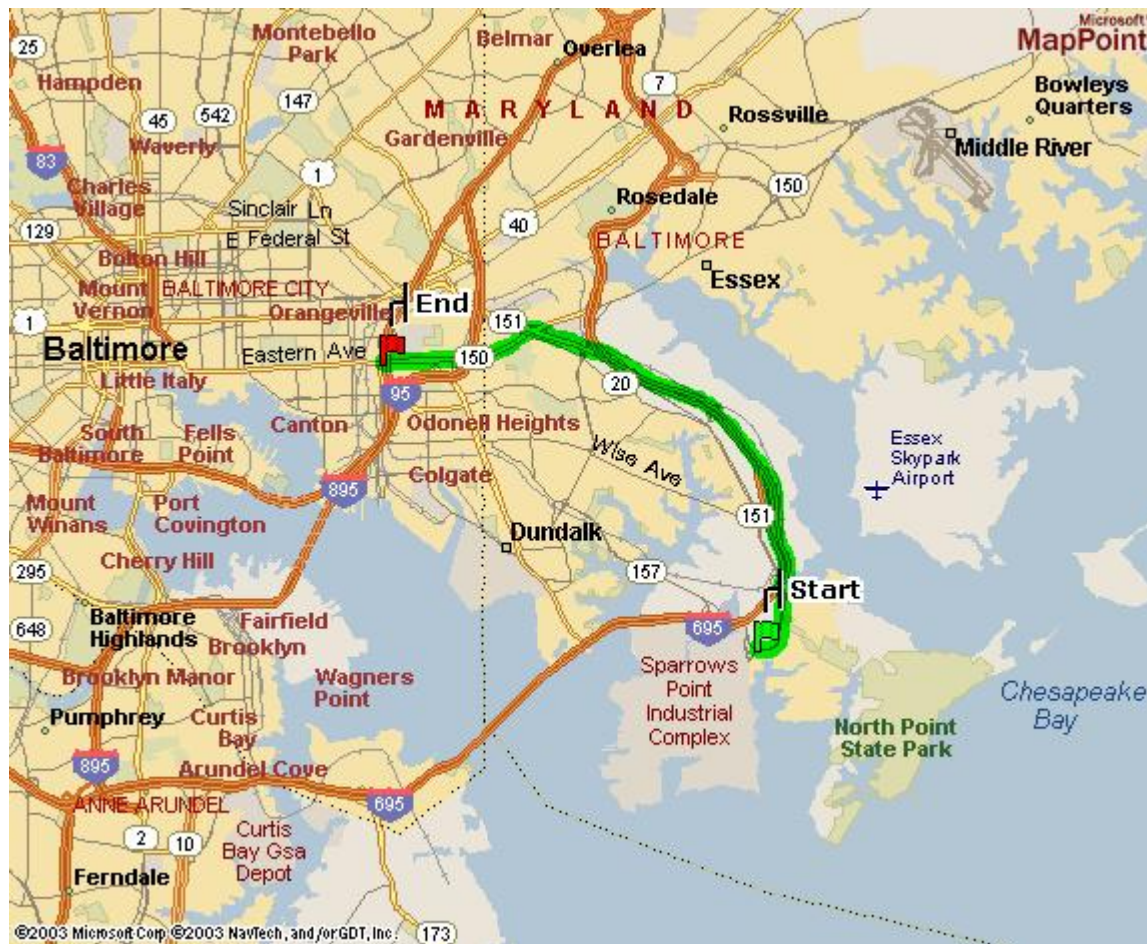 Microsoft
MapPoint
25
Montebello
Park
Belmar
Overlea
7
Bowleys
Quarters
Hampden
147
542
45
MARYLAND
Rossville
Waverly
Gardenville
Middle River
83
1
Charles
Village
150
Rosedale
Sinclair Ln
129
E Federal St
40
BALTIMORE
Bolton Hill
Essex
Mount
Vernon
BALTIMORE CITY
Orangeville
End
1
151
Baltimore
Eastern Ave
150
Little Italy
20
95
Canton
Odonell Heights
South
Baltimore
Fells
Point
Essex
Skypark
Airport
Wise Ave
Colgate
895
Mount
Winans
Port
Covington
151
Dundalk
Cherry Hill
295
157
Start
Baltimore
Highlands
Fairfield
648
Brooklyn
695
Brooklyn Manor
Wagners
Point
Sparrows
Point
Industrial
Complex
Chesapeake
Bay
Pumphrey
Curtis
Bay
North Point
State Park
895
Arundel Cove
ANNE ARUNDEL
695
2
10
Curtis
Bay Gsa
Depot
Ferndale
©2003 Microsoft Corp ©2003 NavTech, and/or GDT, Inc.
173